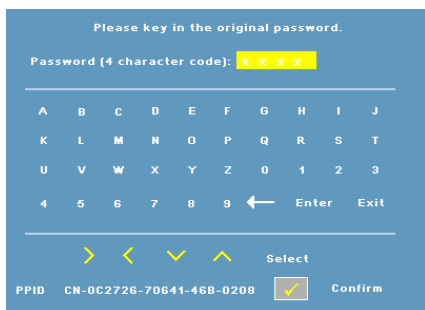 Please key in the original password.
Password (4 character code): X X X X
A B C D E F G H I J
K L M N O P Q R S T
U V W X Y Z 0 1 2 3
4 5 6 7 8 9 ← Enter Exit
Select
PPID CN-0C2726-70641-46B-0208 ✓ Confirm